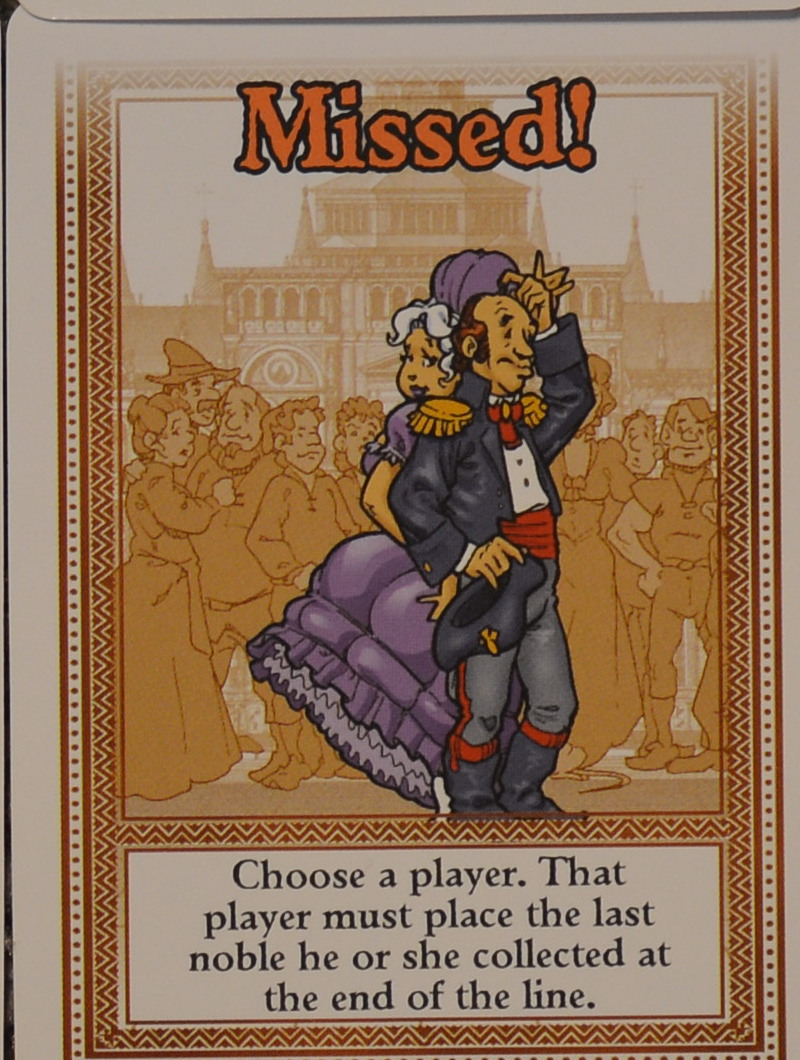 Missed!
Choose a player. That
player must place the last
noble he or she collected at
the end of the line.